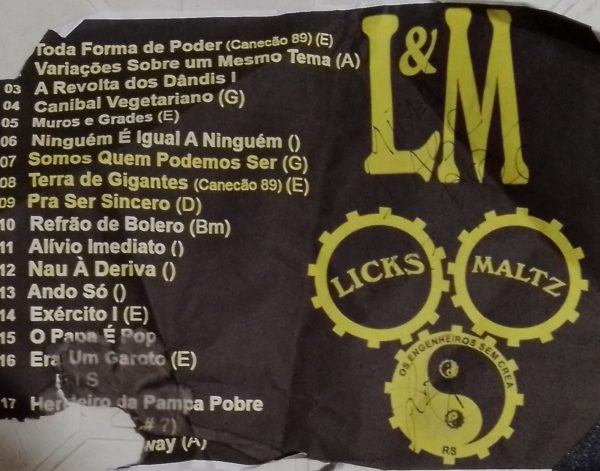 Toda Forma de Poder (Canecão 89) (E)
Variações Sobre um Mesmo Tema (A)
03 A Revolta dos Dândis I
04 Canibal Vegetariano (G)
05 Muros e Grades (E)
06 Ninguém É Igual A Ninguém ()
07 Somos Quem Podemos Ser (G)
08 Terra de Gigantes (Canecão 89) (E)
09 Pra Ser Sincero (D)
10 Refrão de Bolero (Bm)
11 Alívio Imediato ()
12 Nau À Deriva ()
13 Ando Só ()
14 Exército I (E)
15 O Papa É Pop
16 Era Um Garoto (E)
17 Herdeiro da Pampa Pobre
way (A)
L&M
LICKS
MALTZ
OS ENGENHEIROS SEM CREA
RS